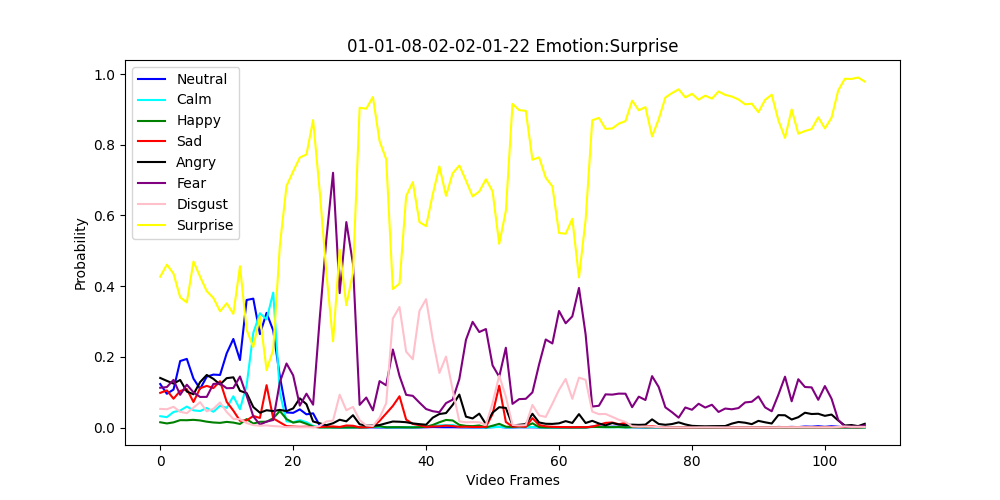 01-01-08-02-02-01-22 Emotion:Surprise
1.0
0.8
0.6
0.4
0.2
0.0
Probability
Neutral
Calm
Happy
Sad
Angry
Fear
Disgust
Surprise
0 20 40 60 80 100
Video Frames